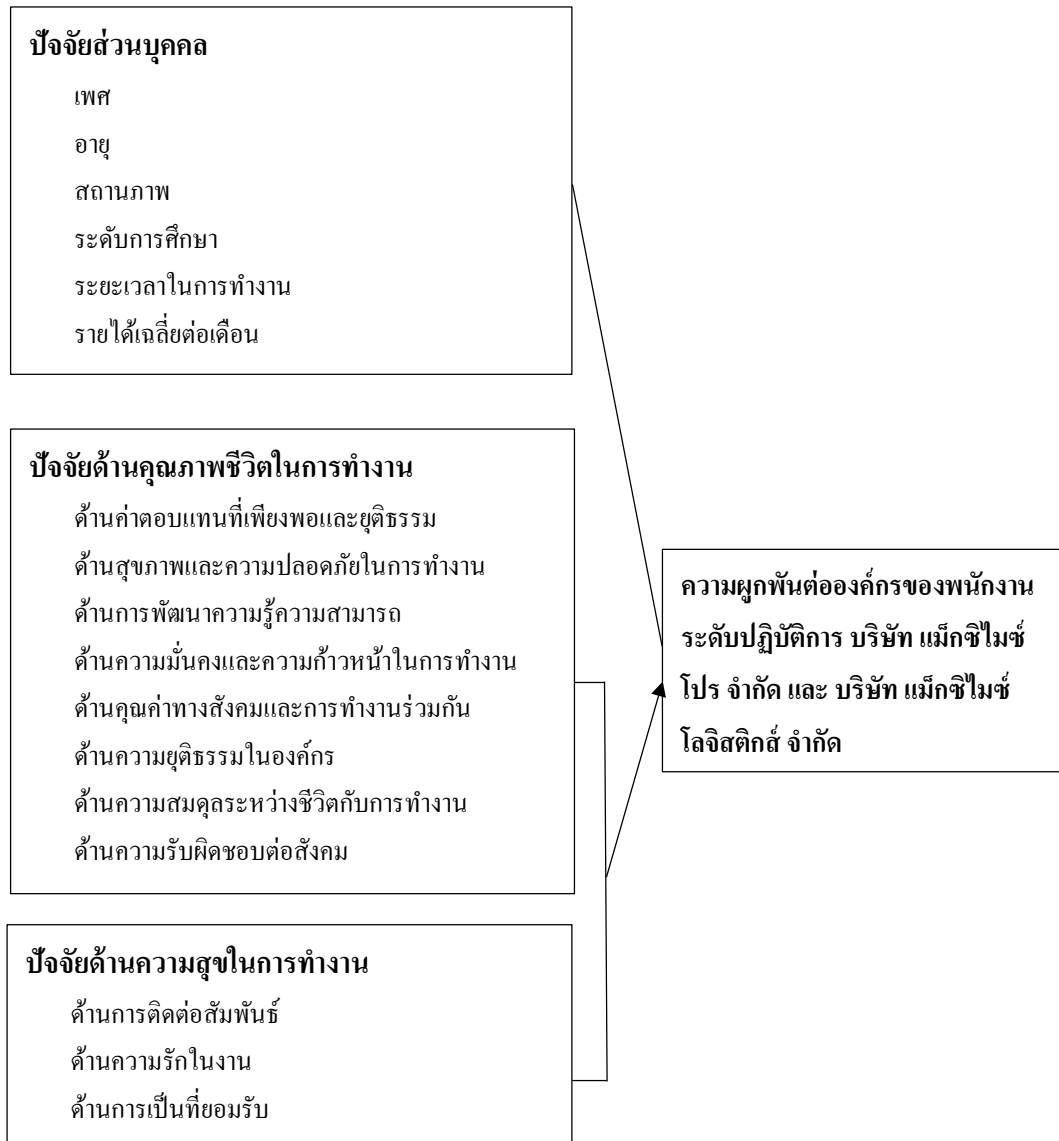 ปัจจัยส่วนบุคคล
เพศ
อายุ
สถานภาพ
ระดับการศึกษา
ระยะเวลาในการทำงาน
รายได้เฉลี่ยต่อเดือน
ปัจจัยด้านคุณภาพชีวิตในการทำงาน
ด้านค่าตอบแทนที่เพียงพอและยุติธรรม
ด้านสุขภาพและความปลอดภัยในการทำงาน
ด้านการพัฒนาความรู้ความสามารถ
ด้านความมั่นคงและความก้าวหน้าในการทำงาน
ด้านคุณค่าทางสังคมและการทำงานร่วมกัน
ด้านความยุติธรรมในองค์กร
ด้านความสมดุลระหว่างชีวิตกับการทำงาน
ด้านความรับผิดชอบต่อสังคม
ความผูกพันต่อองค์กรของพนักงาน
ระดับปฏิบัติการ บริษัท แม็กซิไมซ์
โปร จำกัด และ บริษัท แม็กซิไมซ์
โลจิสติกส์ จำกัด
ปัจจัยด้านความสุขในการทำงาน
ด้านการติดต่อสัมพันธ์
ด้านความรักในงาน
ด้านการเป็นที่ยอมรับ